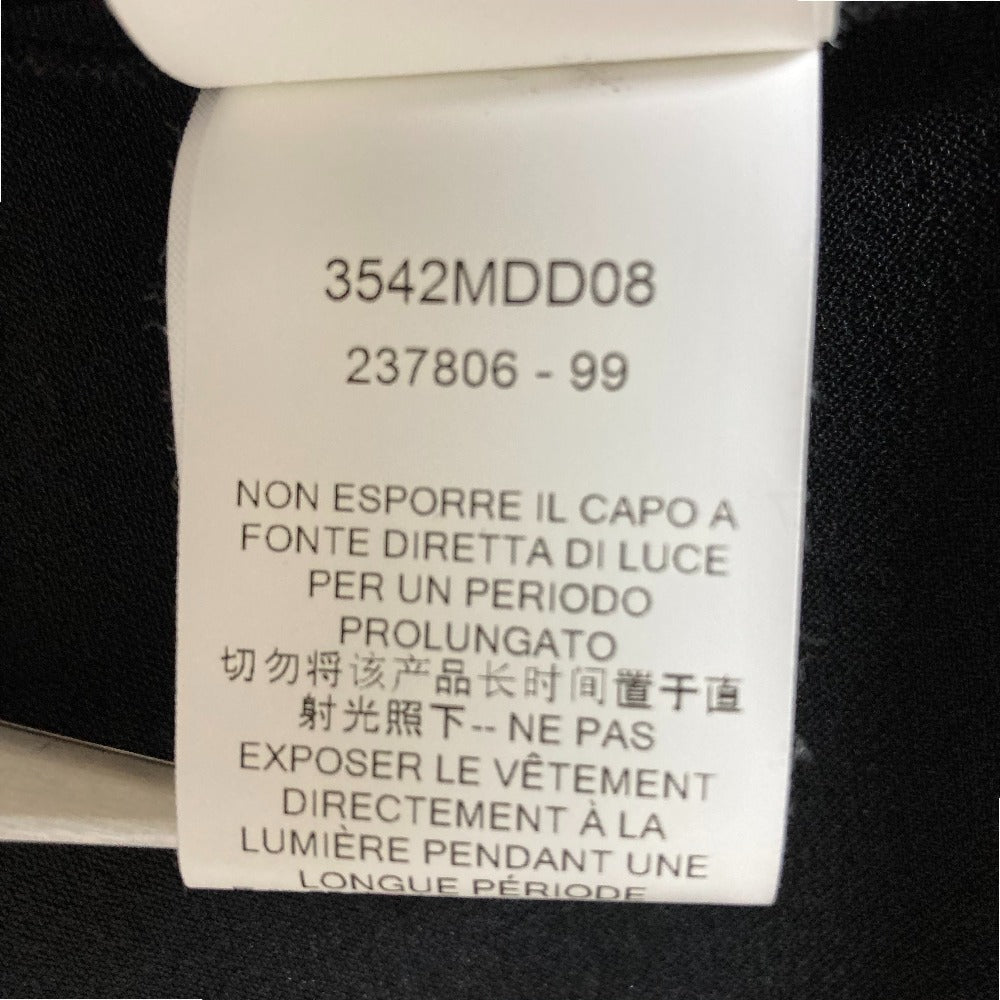 3542MDD08
237806 - 99
NON ESPORRE IL CAPO A
FONTE DIRETTA DI LUCE
PER UN PERIODO
PROLUNGATO
切勿将该产品长时间置于直
射光照下-- NE PAS
EXPOSER LE VÊTEMENT
DIRECTEMENT À LA
LUMIÈRE PENDANT UNE
LONGUE PÉRIODE